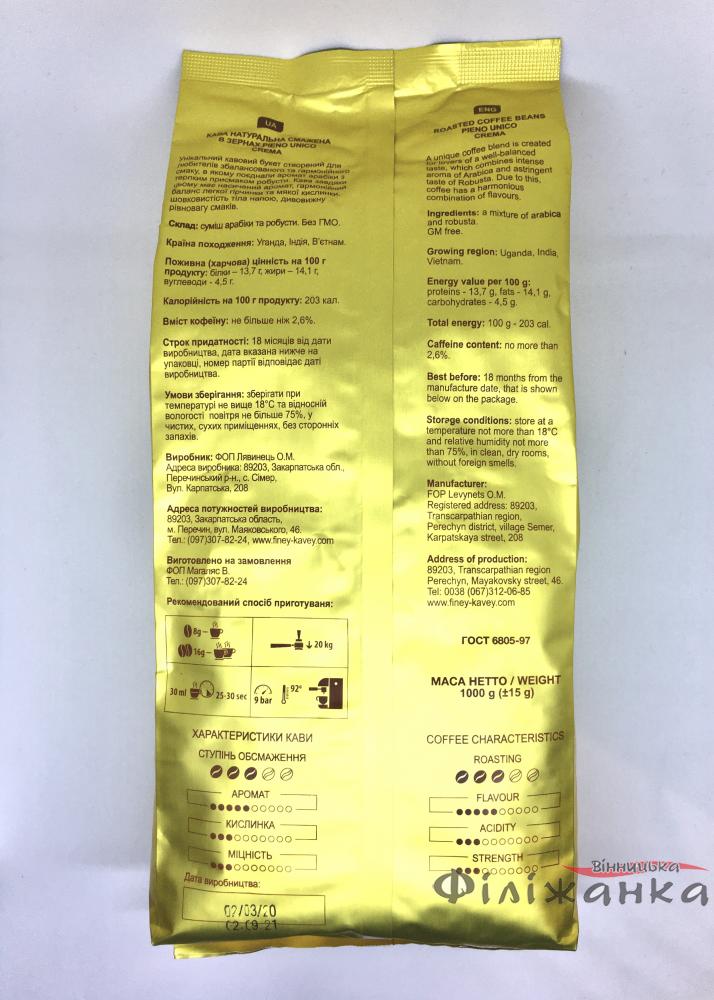 UA
КАВА НАТУРАЛЬНА СМАЖЕНА
В ЗЕРНАХ PIENO UNICO
CREMA
Унікальний кавовий букет створений для
любителів збалансованого та гармонійного
смаку, в якому поєднали аромат арабіки з
терпким присмаком робусти. Кава завдяки
цьому має насичений аромат, гармонійний
баланс легкої гірчинки та мякої кислинки,
шовковистість тіла напою, дивовижну
рівновагу смаків.
Склад: суміш арабіки та робусти. Без ГМО.
Країна походження: Уганда, Індія, В'єтнам.
Поживна (харчова) цінність на 100 г
продукту: білки – 13,7 г, жири – 14,1 г,
вуглеводи - 4,5 г.
Калорійність на 100 г продукту: 203 кал.
Вміст кофеїну: не більше ніж 2,6%.
Строк придатності: 18 місяців від дати
виробництва, дата вказана нижче на
упаковці, номер партії відповідає даті
виробництва.
Умови зберігання: зберігати при
температурі не вище 18°С та відносній
вологості повітря не більше 75%, у
чистих, сухих приміщеннях, без сторонніх
запахів.
Виробник: ФОП Лявинець О.М.
Адреса виробника: 89203, Закарпатська обл.,
Перечинський р-н., с. Сімер,
Вул. Карпатська, 208
Адреса потужностей виробництва:
89203, Закарпатська область,
м. Перечин, вул. Маяковського, 46.
Тел.: (097)307-82-24, www.finey-kavey.com
Виготовлено на замовлення
ФОП Магаляс В.
Тел.: (097)307-82-24
Рекомендований спосіб приготуваня:
8g –
16g –
20 kg
30 ml
25-30 sec
9 bar
92°
ХАРАКТЕРИСТИКИ КАВИ
СТУПІНЬ ОБСМАЖЕННЯ
АРОМАТ
КИСЛИНКА
МІЦНІСТЬ
Дата виробництва:
02/03/20
02.09.21
ENG
ROASTED COFFEE BEANS
PIENO UNICO
CREMA
A unique coffee blend is created
for lovers of a well-balanced
taste, which combines intense
aroma of Arabica and astringent
taste of Robusta. Due to this,
coffee has a harmonious
combination of flavours.
Ingredients: a mixture of arabica
and robusta.
GM free.
Growing region: Uganda, India,
Vietnam.
Energy value per 100 g:
proteins - 13,7 g, fats - 14,1 g,
carbohydrates - 4,5 g.
Total energy: 100 g - 203 cal.
Caffeine content: no more than
2,6%.
Best before: 18 months from the
manufacture date, that is shown
below on the package.
Storage conditions: store at a
temperature not more than 18°C
and relative humidity not more
than 75%, in clean, dry rooms,
without foreign smells.
Manufacturer:
FOP Levynets O.M.
Registered address: 89203,
Transcarpathian region,
Perechyn district, village Semer,
Karpatskaya street, 208
Address of production:
89203, Transcarpathian region
Perechyn, Mayakovsky street, 46.
Tel: 0038 (067)312-06-85
www.finey-kavey.com
ГОСТ 6805-97
МАСА НЕТТО / WEIGHT
1000 g (±15 g)
COFFEE CHARACTERISTICS
ROASTING
FLAVOUR
ACIDITY
STRENGTH
Вінницька
Філіжанка